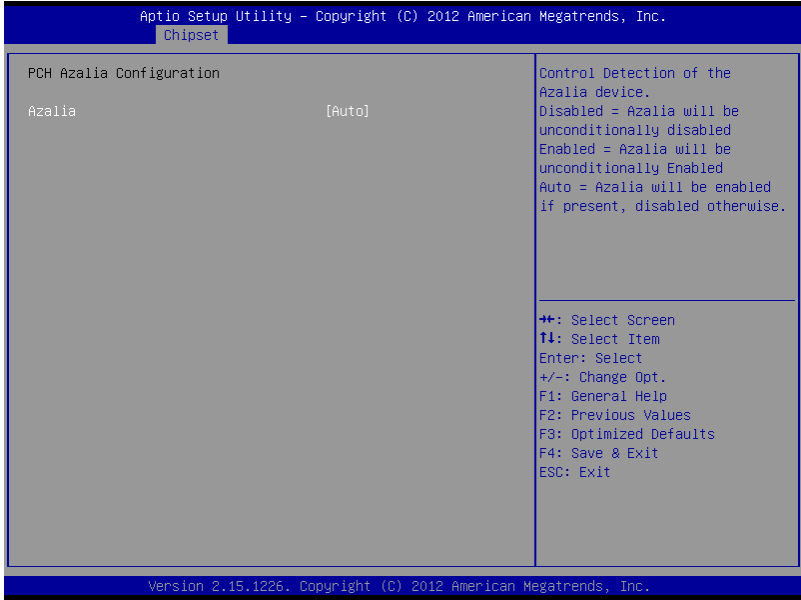 Aptio Setup Utility – Copyright (C) 2012 American Megatrends, Inc.
Chipset
PCH Azalia Configuration
Azalia [Auto]
Control Detection of the
Azalia device.
Disabled = Azalia will be
unconditionally disabled
Enabled = Azalia will be
unconditionally Enabled
Auto = Azalia will be enabled
if present, disabled otherwise.
→←: Select Screen
↑↓: Select Item
Enter: Select
+/-: Change Opt.
F1: General Help
F2: Previous Values
F3: Optimized Defaults
F4: Save & Exit
ESC: Exit
Version 2.15.1226. Copyright (C) 2012 American Megatrends, Inc.